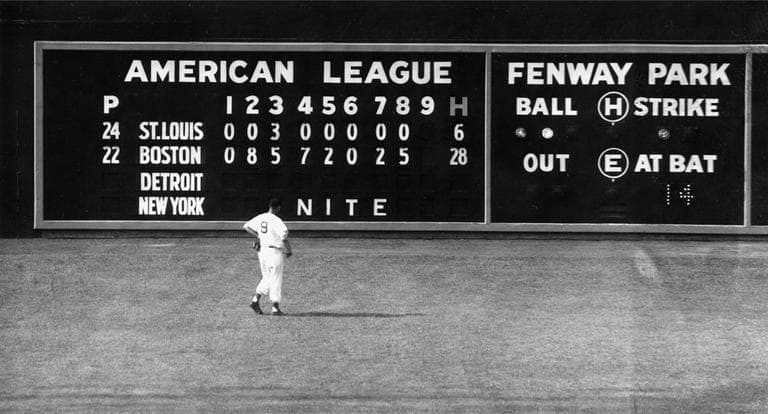 AMERICAN LEAGUE
P 1 2 3 4 5 6 7 8 9 H
24 ST.LOUIS 0 0 3 0 0 0 0 0 6
22 BOSTON 0 8 5 7 2 0 2 5 28
DETROIT
NEW YORK NITE
FENWAY PARK
BALL H STRIKE
OUT E AT BAT
14
9